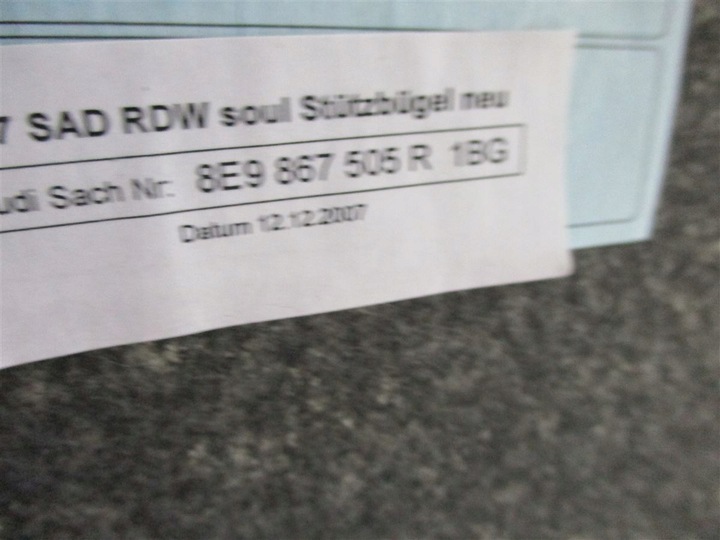 7 SAD RDW soul Stützbügel neu
udi Sach Nr: 8E9 867 505 R 1BG
Datum 12.12.2007